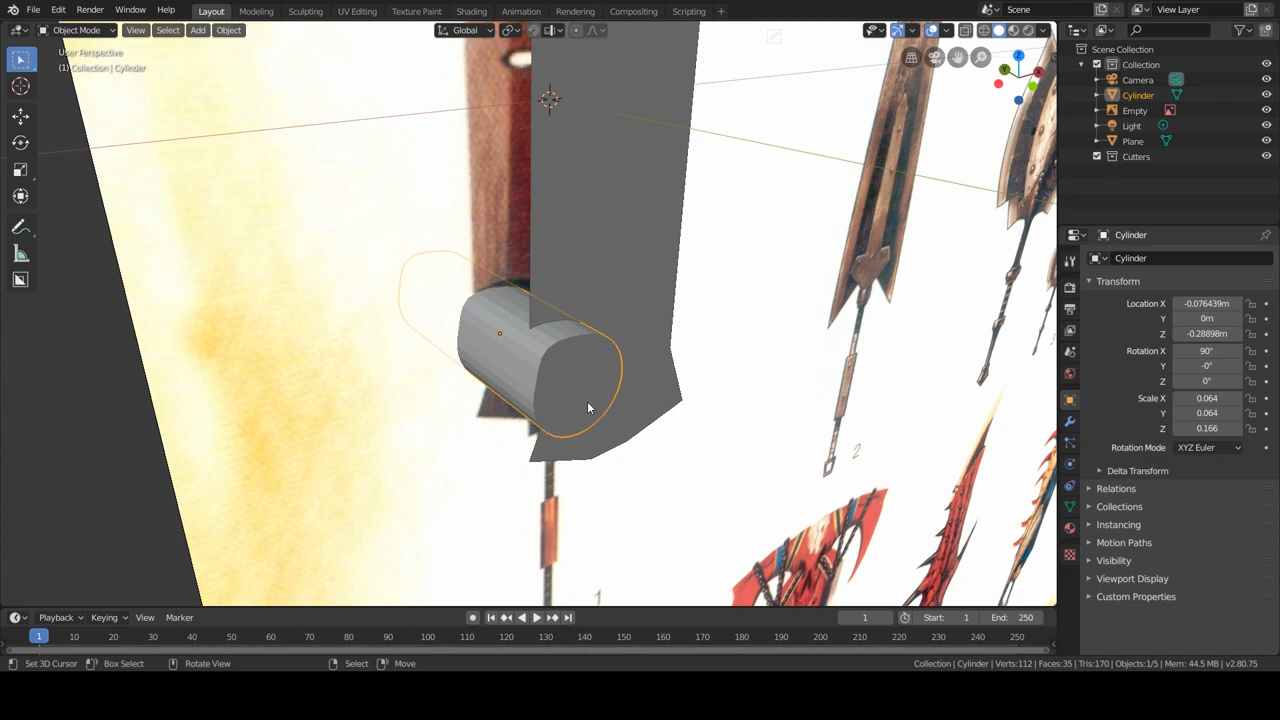 File Edit Render Window Help Layout Modeling Sculpting UV Editing Texture Paint Shading Animation Rendering Compositing Scripting + Scene View Layer
Object Mode View Select Add Object Global
User Perspective
(1) Collection | Cylinder
Z
Y
X
1
2
Scene Collection
Collection
Camera
Cylinder
Empty
Light
Plane
Cutters
Cylinder
Cylinder
Transform
Location X -0.076439m
Y 0m
Z -0.28898m
Rotation X 90°
Y -0°
Z 0°
Scale X 0.064
Y 0.064
Z 0.166
Rotation Mode XYZ Euler
Delta Transform
Relations
Collections
Instancing
Motion Paths
Visibility
Viewport Display
Custom Properties
Playback Keying View Marker 1 Start: 1 End: 250
1 10 20 30 40 50 60 70 80 90 100 110 120 130 140 150 160 170 180 190 200 210 220 230 240 250
Set 3D Cursor Box Select Rotate View Select Move Collection | Cylinder | Verts:112 | Faces:35 | Tris:170 | Objects:1/5 | Mem: 44.5 MB | v2.80.75